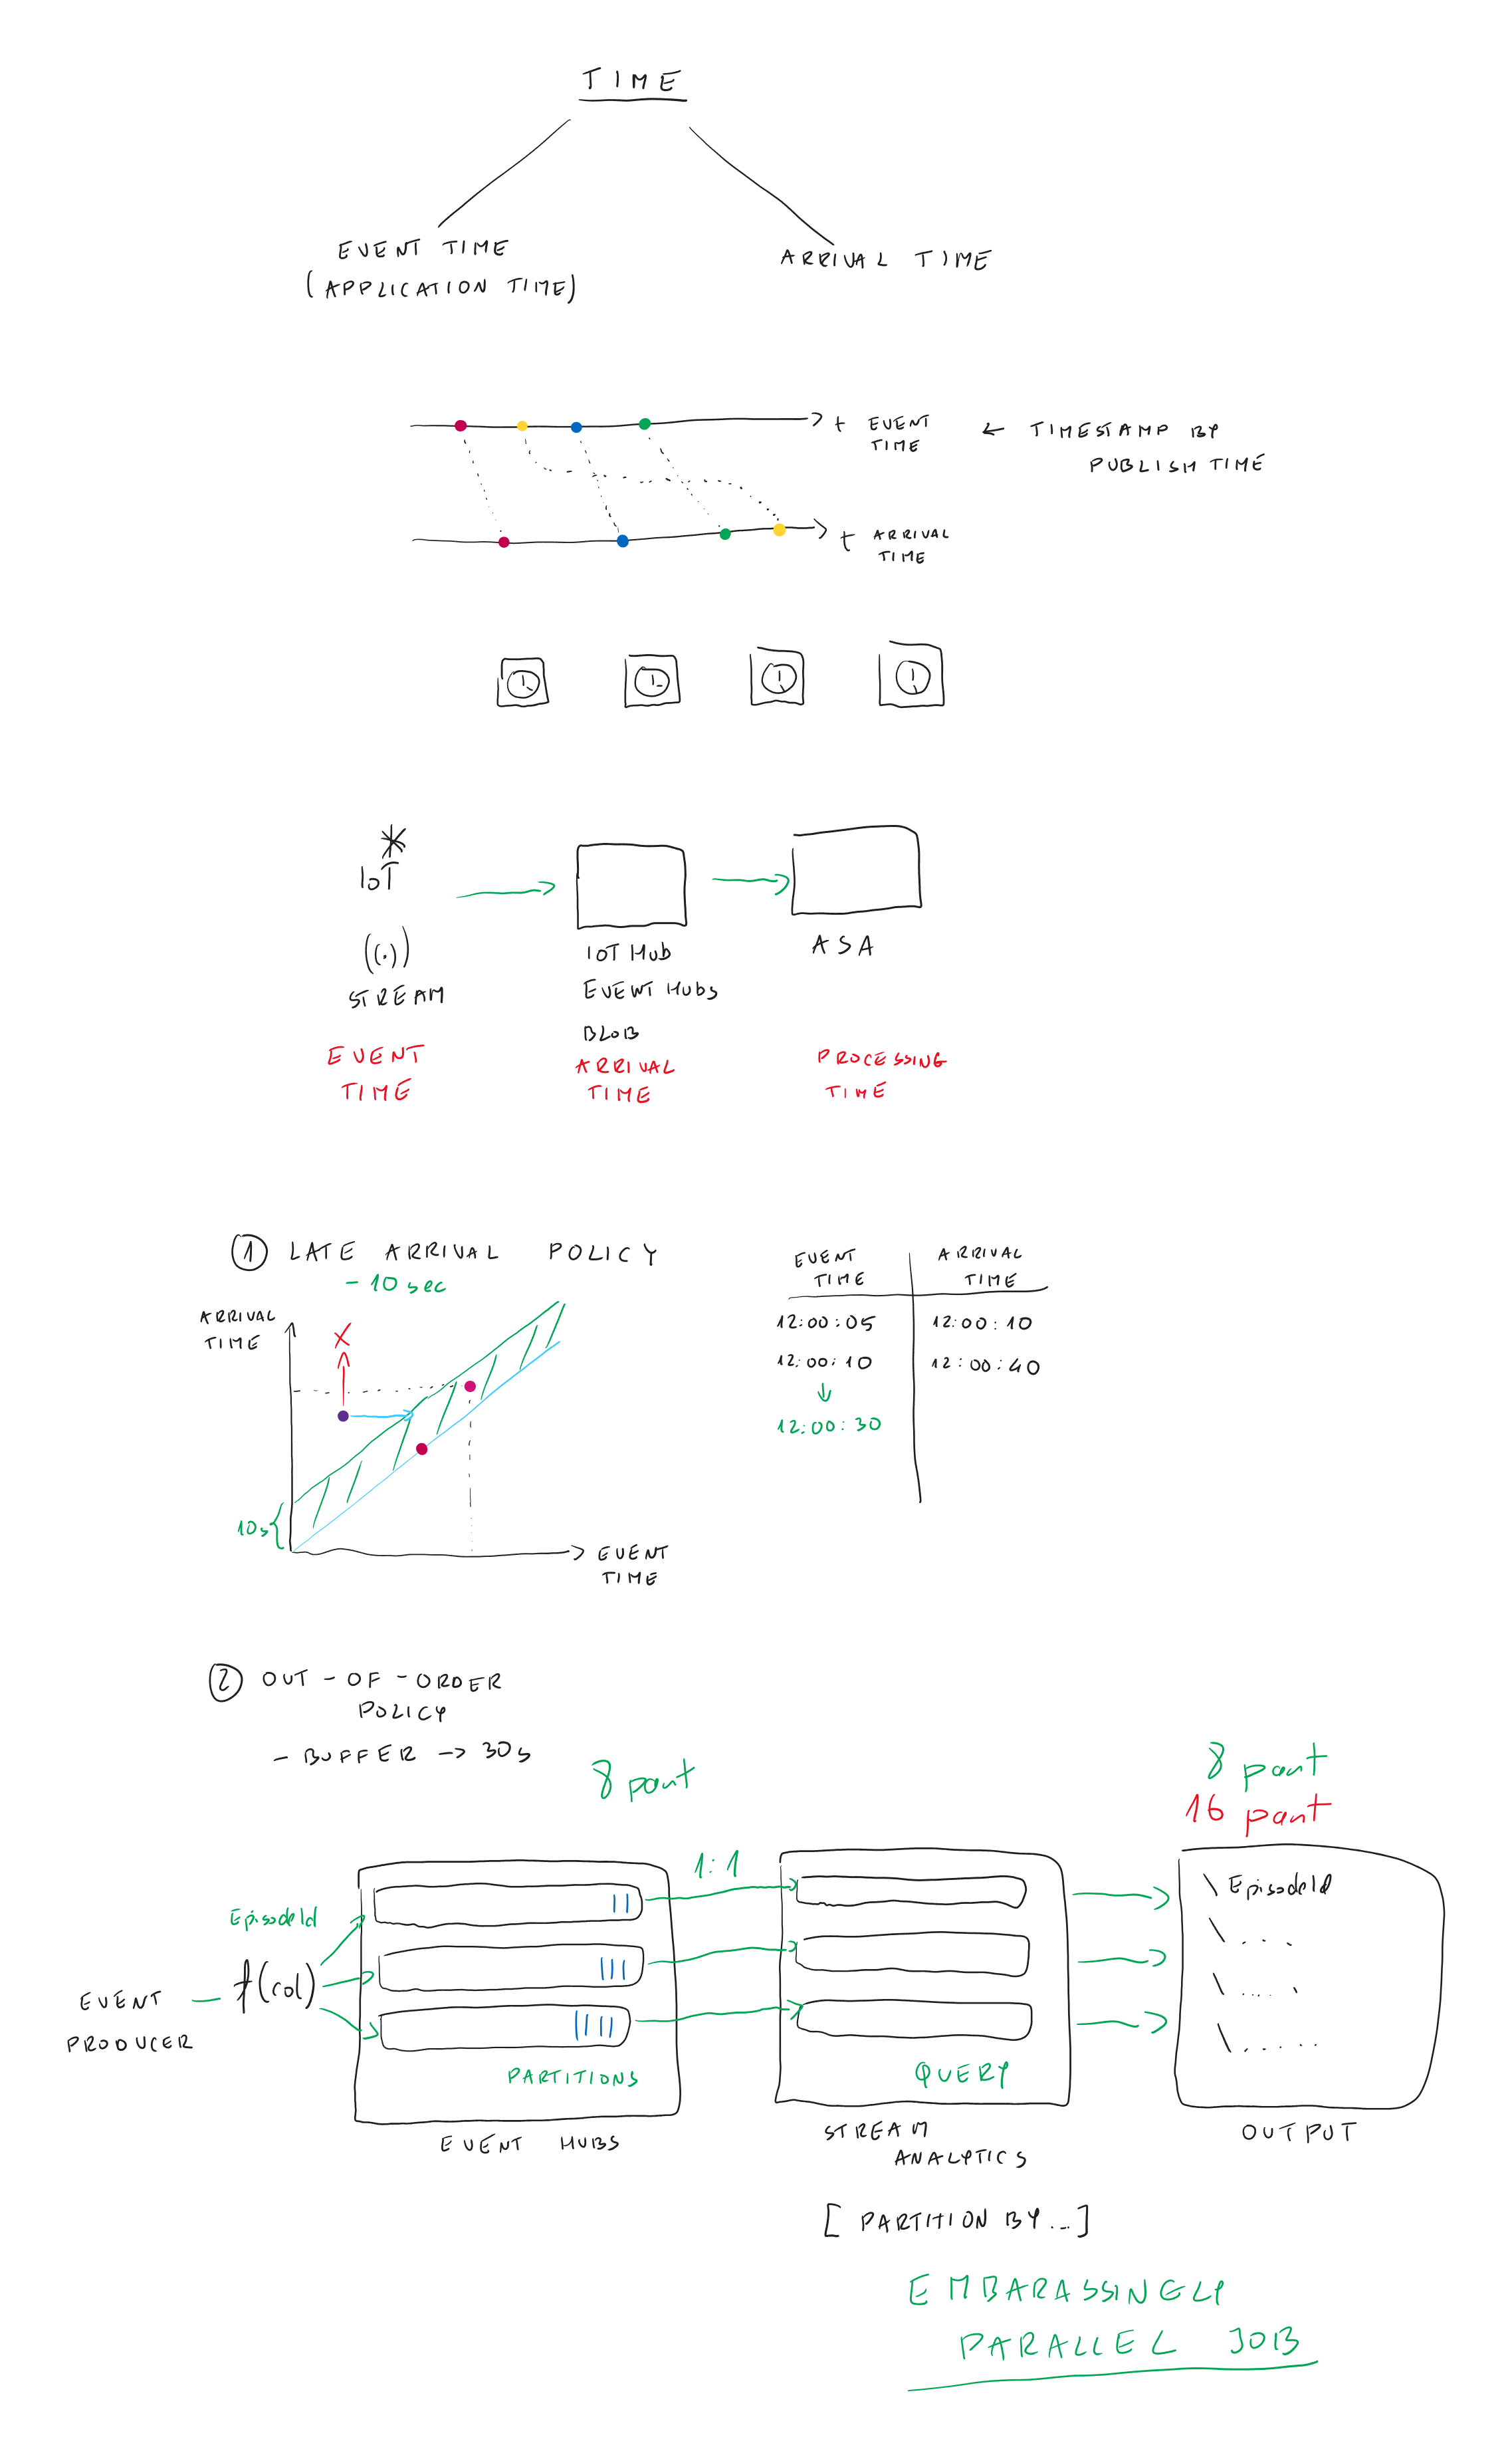 TIME
EVENT TIME
(APPLICATION TIME)
ARRIVAL TIME
t EVENT
TIME
← TIMESTAMP BY
PUBLISHTIME
t ARRIVAL
TIME
IoT
((.))
STREAM
EVENT
TIME
IOT Hub
EVENT Hubs
BLOB
ARRIVAL
TIME
ASA
PROCESSING
TIME
1 LATE ARRIVAL POLICY
- 10 sec
ARRIVAL
TIME
X
10s
EVENT
TIME
EVENT
TIME
ARRIVAL
TIME
12:00:05 12:00:10
12:00:10 12:00:40
↓
12:00:30
2 OUT-OF-ORDER
POLICY
- BUFFER -> 30s
8 part
8 part
16 part
1:1
EpisodeId
EVENT
PRODUCER
f(col)
PARTITIONS
EVENT HUBS
QUERY
STREAM
ANALYTICS
\ EpisodeId
\ . . .
\ .... \
\ . . . . .
OUTPUT
[ PARTITION BY ... ]
EMBARASSINGLY
PARALLEL JOB